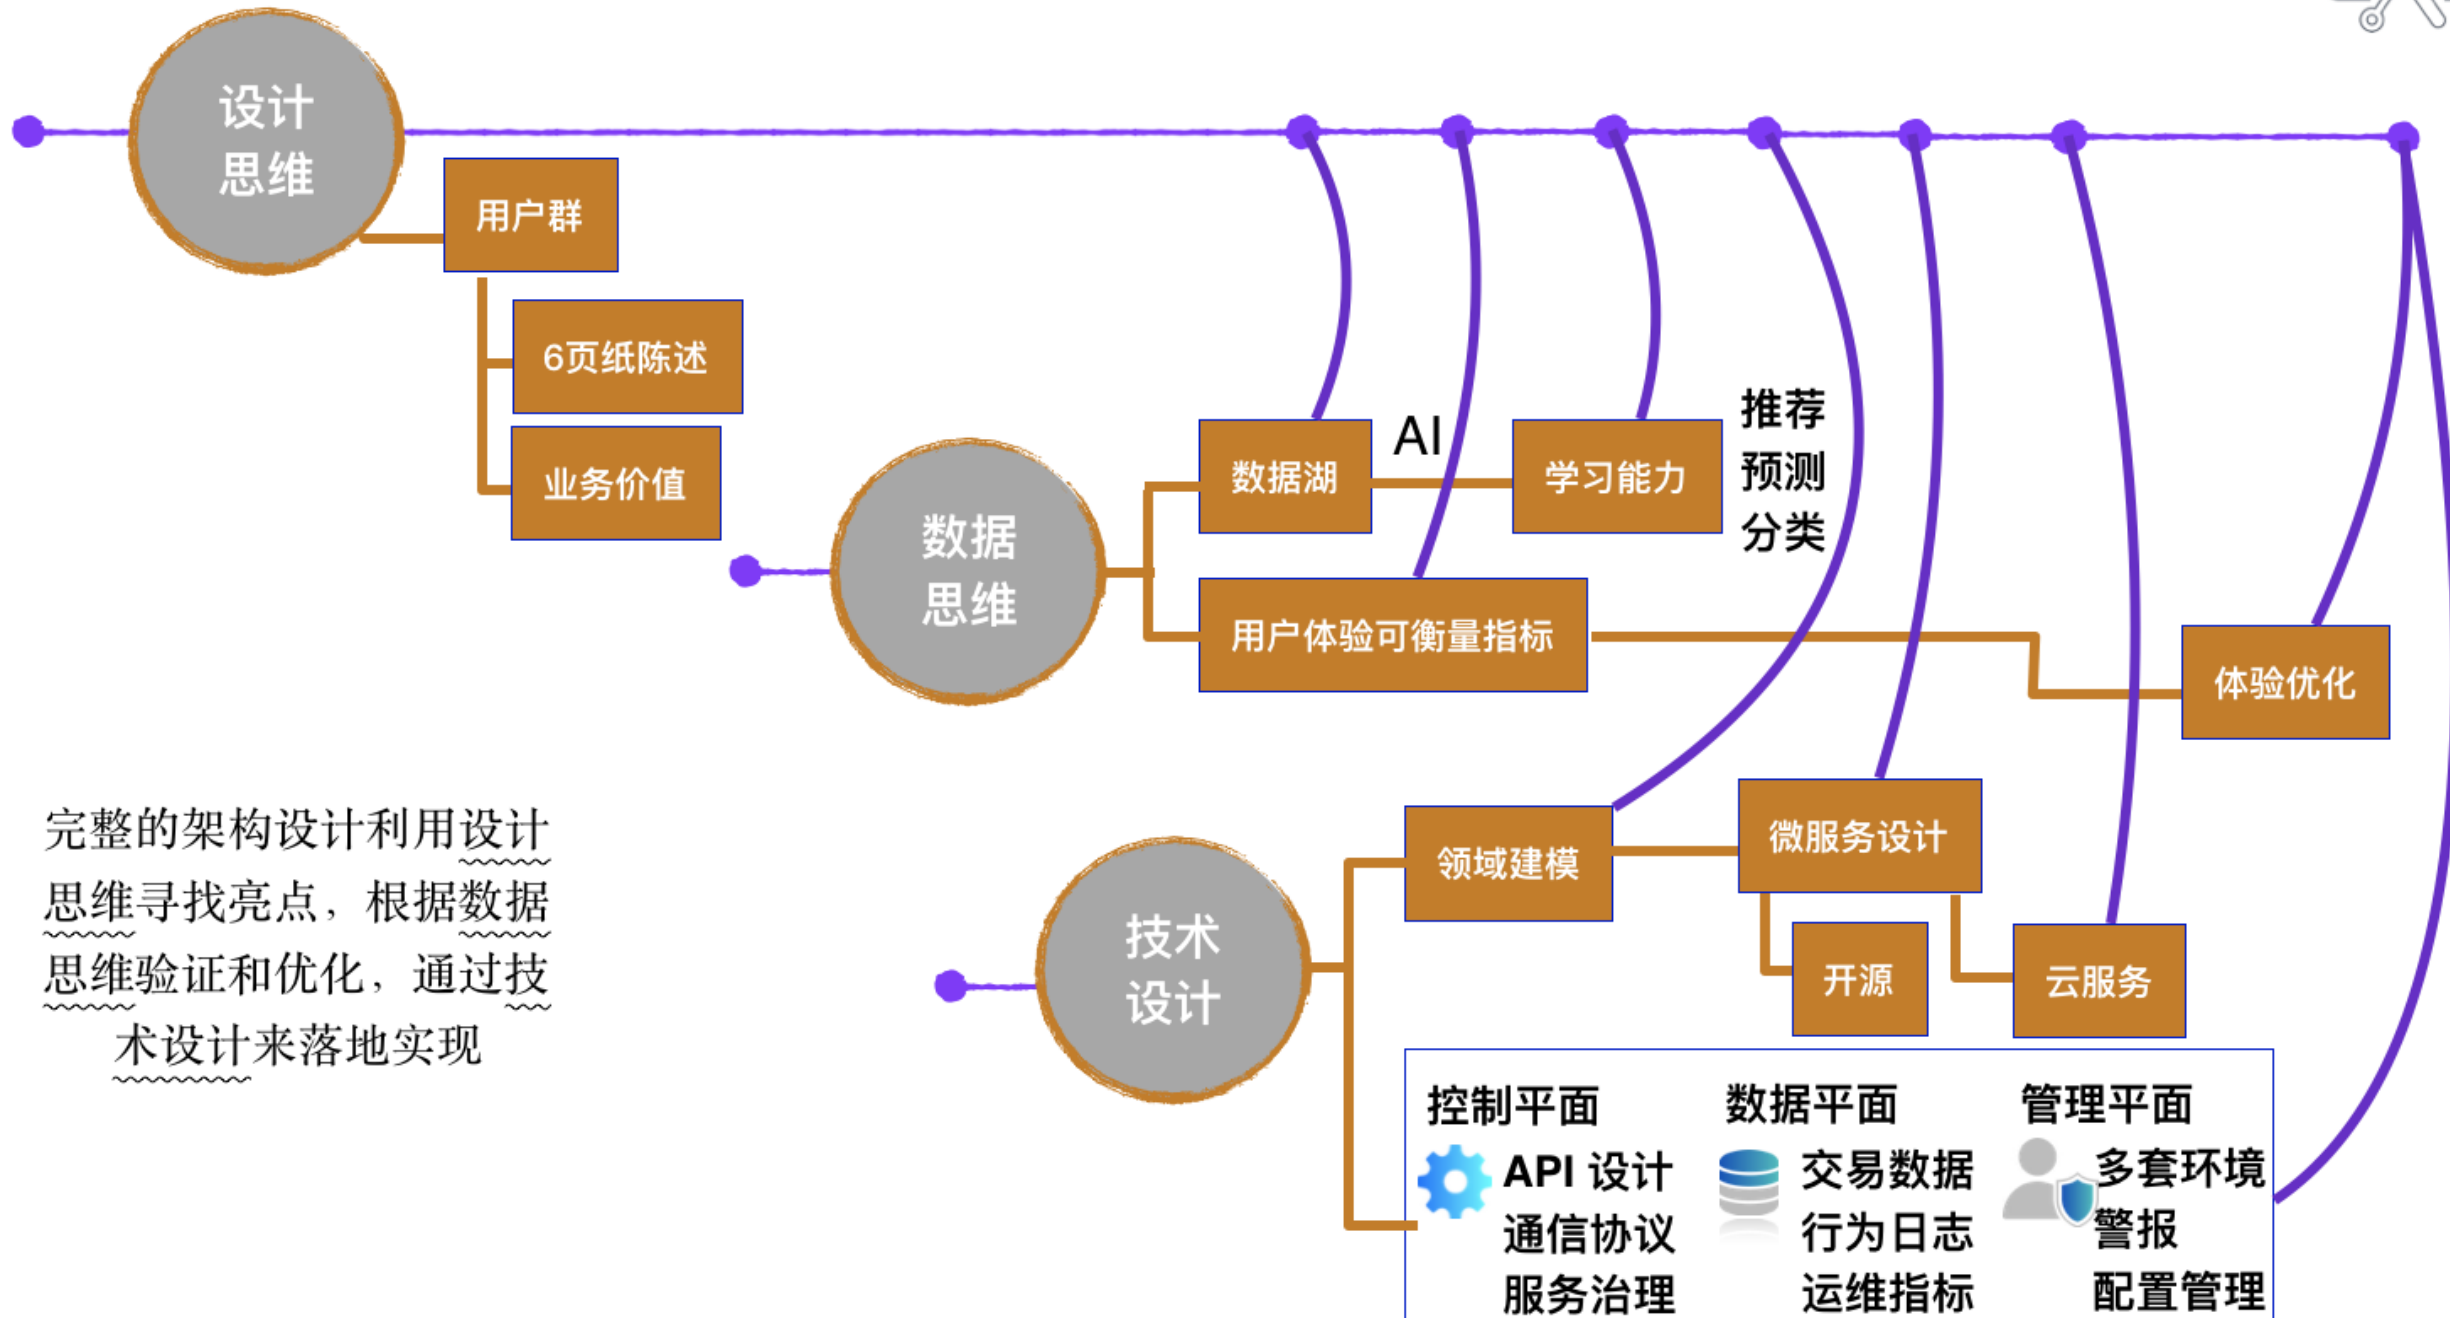 设计
思维
用户群
6页纸陈述
业务价值
数据
思维
数据湖
AI
学习能力
推荐
预测
分类
用户体验可衡量指标
体验优化
完整的架构设计利用设计
思维寻找亮点，根据数据
思维验证和优化，通过技
术设计来落地实现
技术
设计
领域建模
微服务设计
开源
云服务
控制平面
API 设计
通信协议
服务治理
数据平面
交易数据
行为日志
运维指标
管理平面
多套环境
警报
配置管理